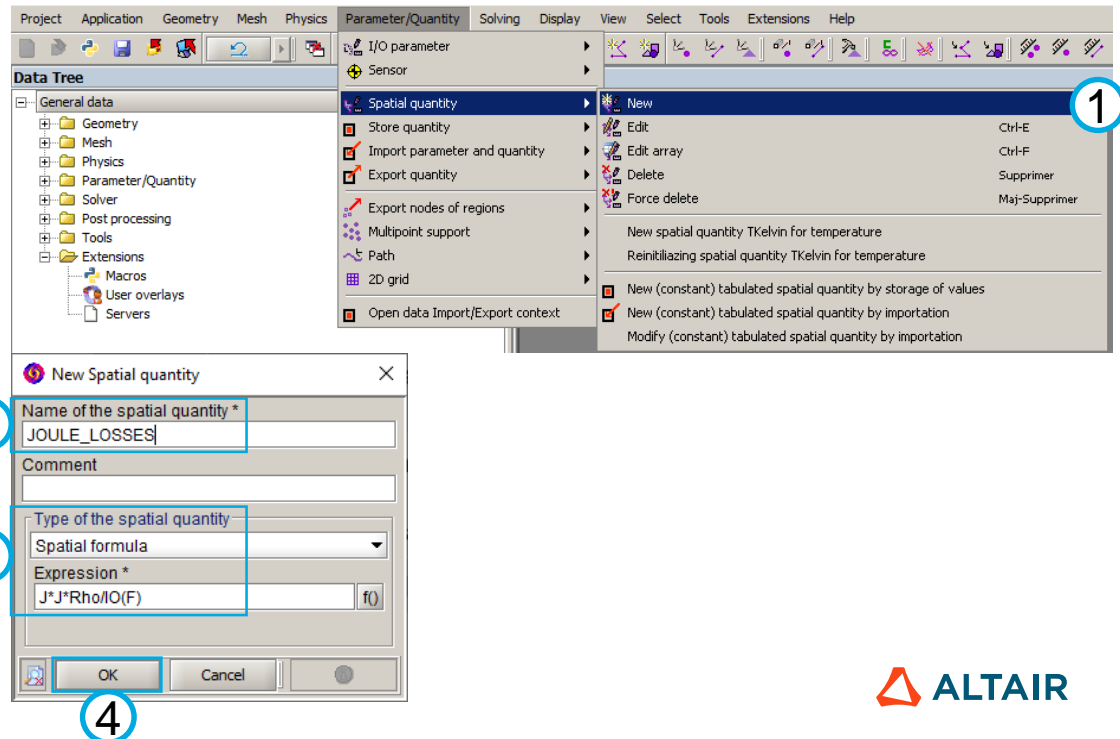 Project Application Geometry Mesh Physics Parameter/Quantity Solving Display View Select Tools Extensions Help
Data Tree
General data
Geometry
Mesh
Physics
Parameter/Quantity
Solver
Post processing
Tools
Extensions
Macros
User overlays
Servers
I/O parameter
Sensor
Spatial quantity
Store quantity
Import parameter and quantity
Export quantity
Export nodes of regions
Multipoint support
Path
2D grid
Open data Import/Export context
New
1
Edit Ctrl-E
Edit array Ctrl-F
Delete Supprimer
Force delete Maj-Supprimer
New spatial quantity TKelvin for temperature
Reinitiliazing spatial quantity TKelvin for temperature
New (constant) tabulated spatial quantity by storage of values
New (constant) tabulated spatial quantity by importation
Modify (constant) tabulated spatial quantity by importation
New Spatial quantity
Name of the spatial quantity *
JOULE_LOSSES
Comment
Type of the spatial quantity
Spatial formula
Expression *
J*J*Rho/IO(F) f()
OK Cancel
4
ALTAIR